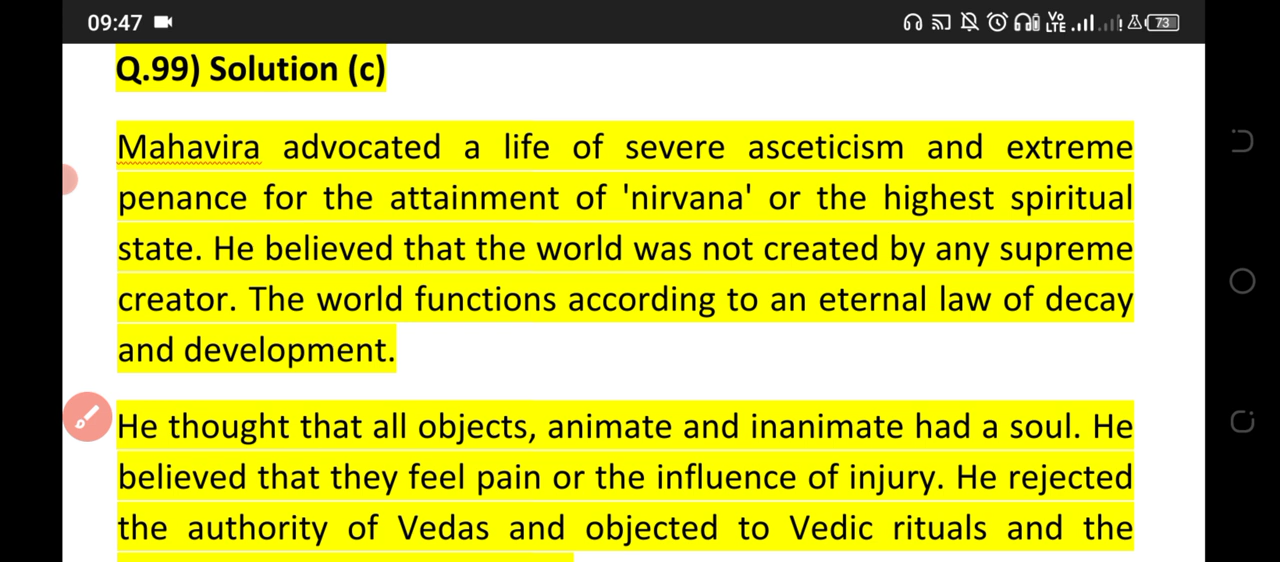 09:47
Vo
LTE
73
Q.99) Solution (c)
Mahavira advocated a life of severe asceticism and extreme
penance for the attainment of 'nirvana' or the highest spiritual
state. He believed that the world was not created by any supreme
creator. The world functions according to an eternal law of decay
and development.
He thought that all objects, animate and inanimate had a soul. He
believed that they feel pain or the influence of injury. He rejected
the authority of Vedas and objected to Vedic rituals and the